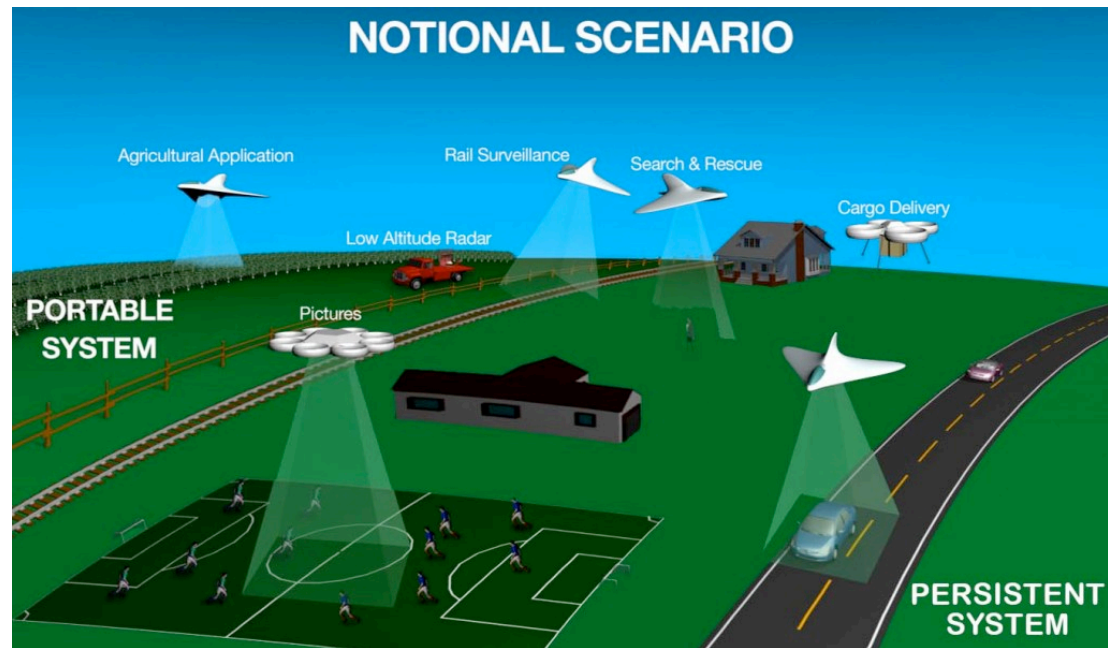 NOTIONAL SCENARIO
Agricultural Application
Rail Surveillance
Search & Rescue
Cargo Delivery
Low Altitude Radar
PORTABLE
SYSTEM
Pictures
PERSISTENT
SYSTEM